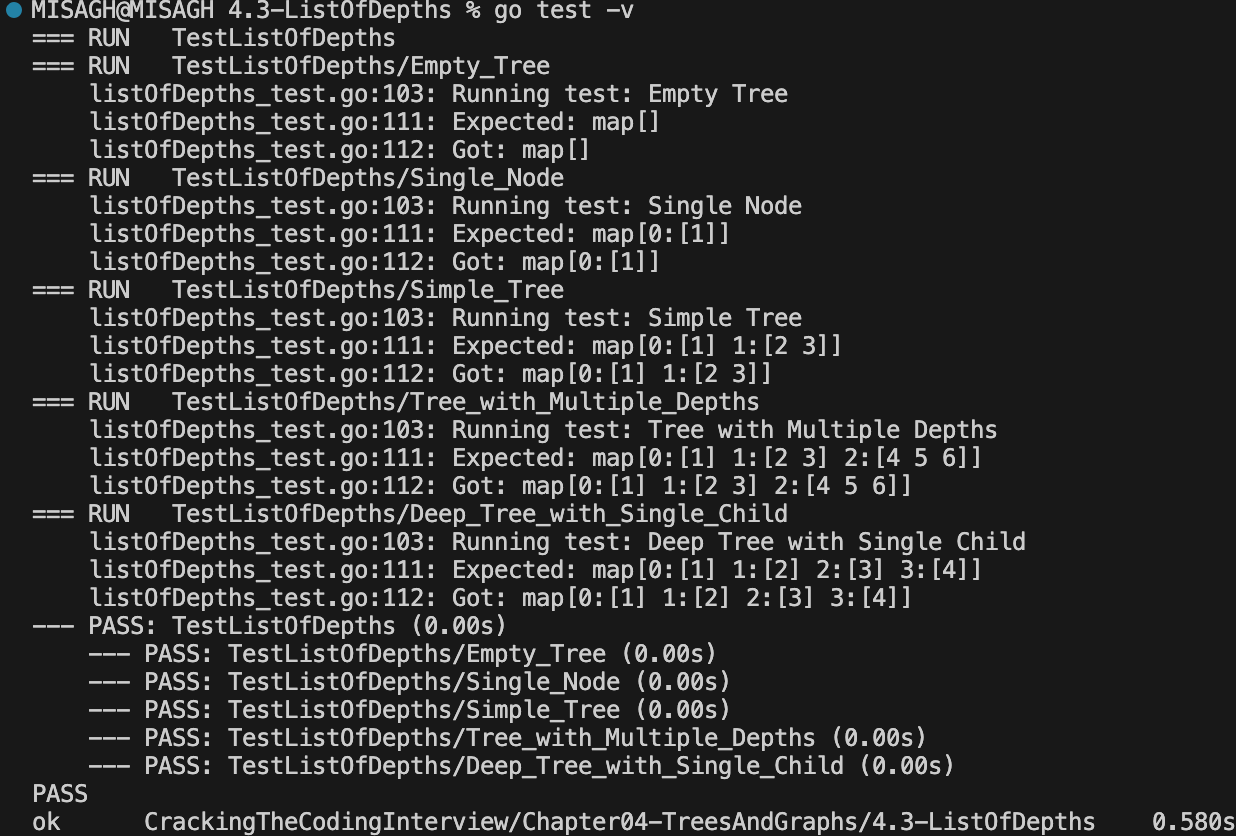 MISAGH@MISAGH 4.3-ListOfDepths % go test -v
=== RUN   TestListOfDepths
=== RUN   TestListOfDepths/Empty_Tree
    listOfDepths_test.go:103: Running test: Empty Tree
    listOfDepths_test.go:111: Expected: map[]
    listOfDepths_test.go:112: Got: map[]
=== RUN   TestListOfDepths/Single_Node
    listOfDepths_test.go:103: Running test: Single Node
    listOfDepths_test.go:111: Expected: map[0:[1]]
    listOfDepths_test.go:112: Got: map[0:[1]]
=== RUN   TestListOfDepths/Simple_Tree
    listOfDepths_test.go:103: Running test: Simple Tree
    listOfDepths_test.go:111: Expected: map[0:[1] 1:[2 3]]
    listOfDepths_test.go:112: Got: map[0:[1] 1:[2 3]]
=== RUN   TestListOfDepths/Tree_with_Multiple_Depths
    listOfDepths_test.go:103: Running test: Tree with Multiple Depths
    listOfDepths_test.go:111: Expected: map[0:[1] 1:[2 3] 2:[4 5 6]]
    listOfDepths_test.go:112: Got: map[0:[1] 1:[2 3] 2:[4 5 6]]
=== RUN   TestListOfDepths/Deep_Tree_with_Single_Child
    listOfDepths_test.go:103: Running test: Deep Tree with Single Child
    listOfDepths_test.go:111: Expected: map[0:[1] 1:[2] 2:[3] 3:[4]]
    listOfDepths_test.go:112: Got: map[0:[1] 1:[2] 2:[3] 3:[4]]
--- PASS: TestListOfDepths (0.00s)
    --- PASS: TestListOfDepths/Empty_Tree (0.00s)
    --- PASS: TestListOfDepths/Single_Node (0.00s)
    --- PASS: TestListOfDepths/Simple_Tree (0.00s)
    --- PASS: TestListOfDepths/Tree_with_Multiple_Depths (0.00s)
    --- PASS: TestListOfDepths/Deep_Tree_with_Single_Child (0.00s)
PASS
ok      CrackingTheCodingInterview/Chapter04-TreesAndGraphs/4.3-ListOfDepths    0.580s